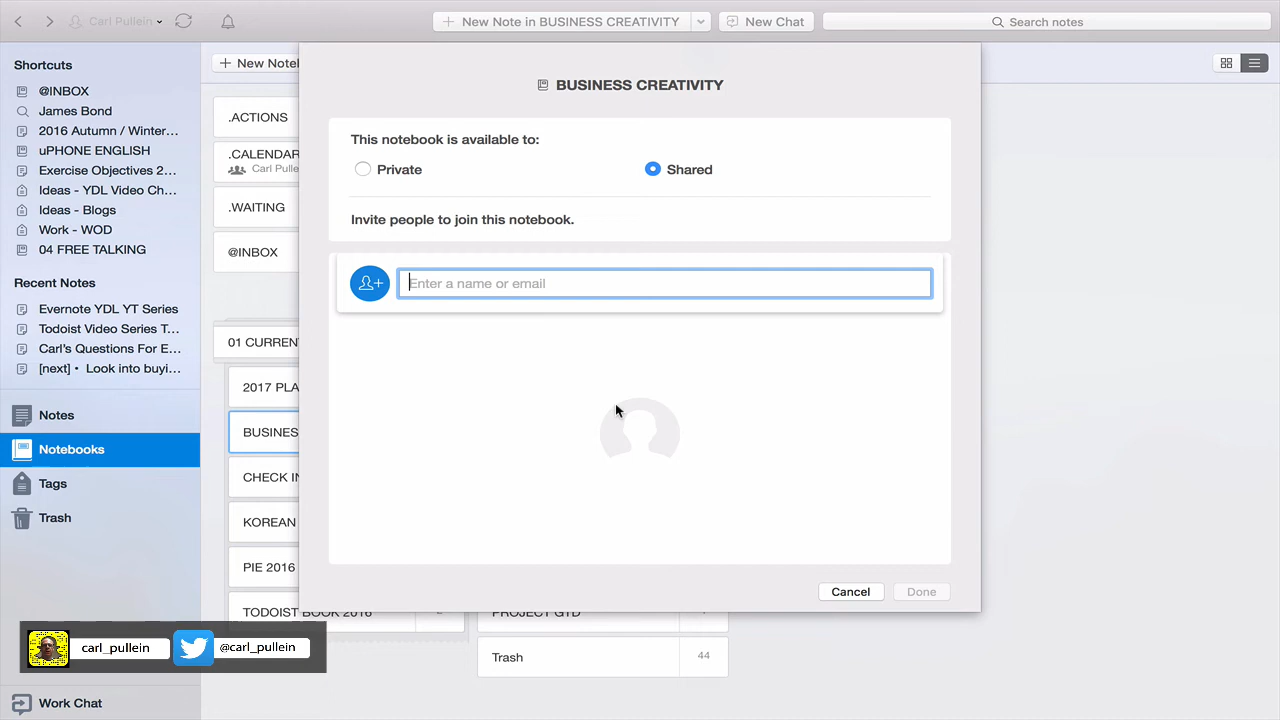 Carl Pullein
New Note in BUSINESS CREATIVITY
New Chat
Search notes
Shortcuts
@INBOX
James Bond
2016 Autumn / Winter...
uPHONE ENGLISH
Exercise Objectives 2...
Ideas - YDL Video Ch...
Ideas - Blogs
Work - WOD
04 FREE TALKING
Recent Notes
Evernote YDL YT Series
Todoist Video Series T...
Carl's Questions For E...
[next] • Look into buyi...
Notes
Notebooks
Tags
Trash
Work Chat
+ New Notel
.ACTIONS
.CALENDAR
Carl Pullei
.WAITING
@INBOX
01 CURREN
2017 PLA
BUSINES
CHECK IN
KOREAN
PIE 2016
TODOIST BOOK 2016
PROJECT GTD
Trash
44
BUSINESS CREATIVITY
This notebook is available to:
Private
Shared
Invite people to join this notebook.
Enter a name or email
Cancel
Done
carl_pullein
@carl_pullein